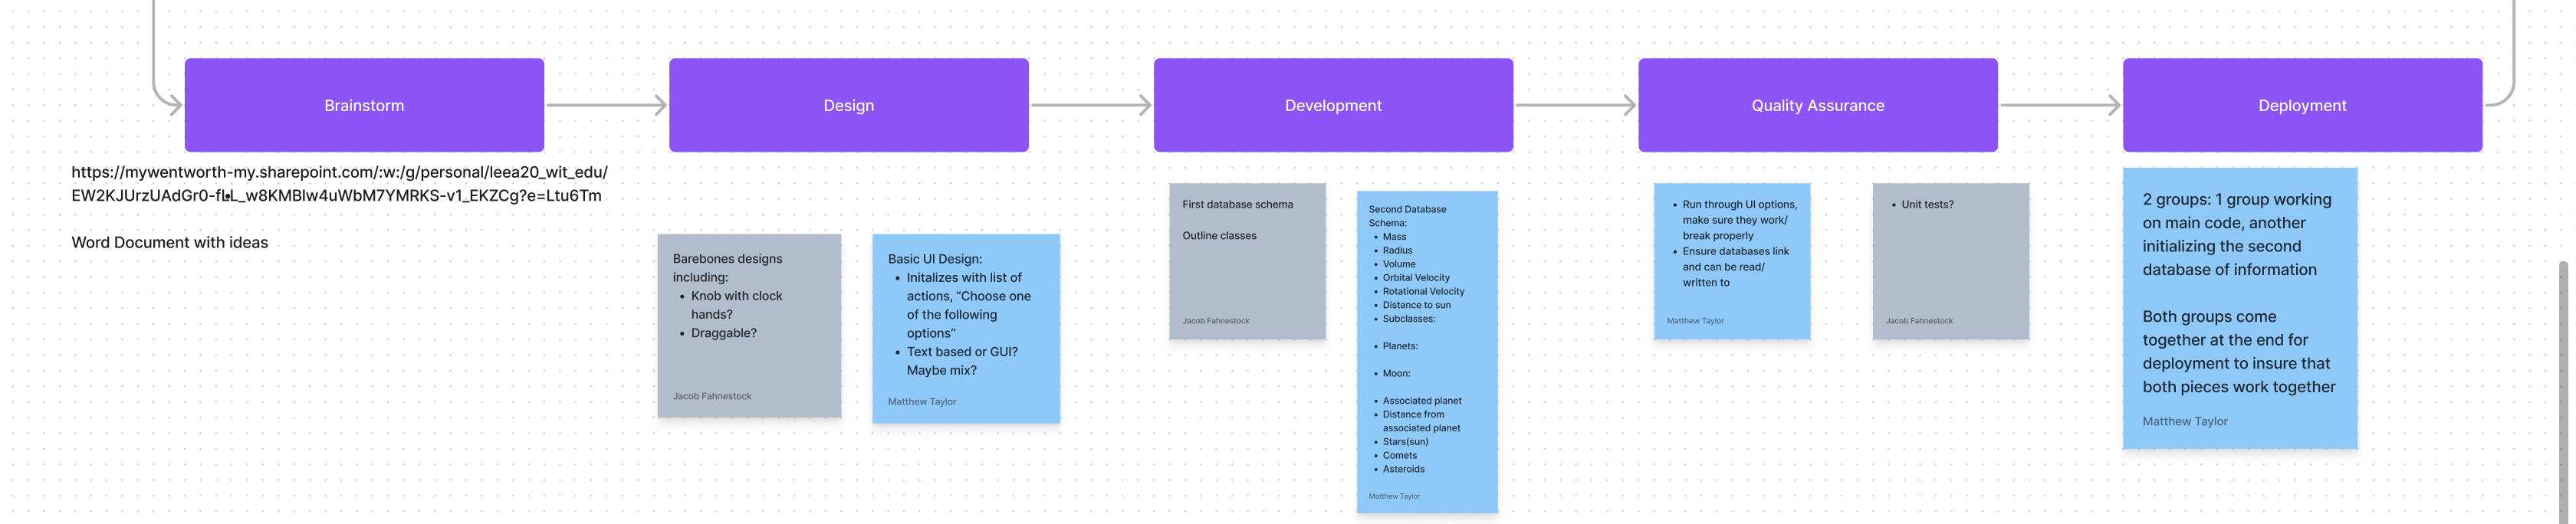 Brainstorm
Design
Development
Quality Assurance
Deployment
https://mywentworth-my.sharepoint.com/:w:/g/personal/leea20_wit_edu/
Word Document with ideas
Barebones designs
including:
• Knob with clock
hands?
• Draggable?
Jacob Fahnestock
Basic UI Design:
• Initalizes with list of
actions, “Choose one
of the following
options”
• Text based or GUI?
Maybe mix?
Matthew Taylor
First database schema
Outline classes
Jacob Fahnestock
Second Database
Schema:
• Mass
• Radius
• Volume
• Orbital Velocity
• Rotational Velocity
• Distance to sun
• Subclasses:
• Planets:
• Moon:
• Associated planet
• Distance from
associated planet
• Stars(sun)
• Comets
• Asteroids
Matthew Taylor
• Run through UI options,
make sure they work/
break properly
• Ensure databases link
and can be read/
written to
Matthew Taylor
• Unit tests?
Jacob Fahnestock
2 groups: 1 group working
on main code, another
initializing the second
database of information
Both groups come
together at the end for
deployment to insure that
both pieces work together
Matthew Taylor